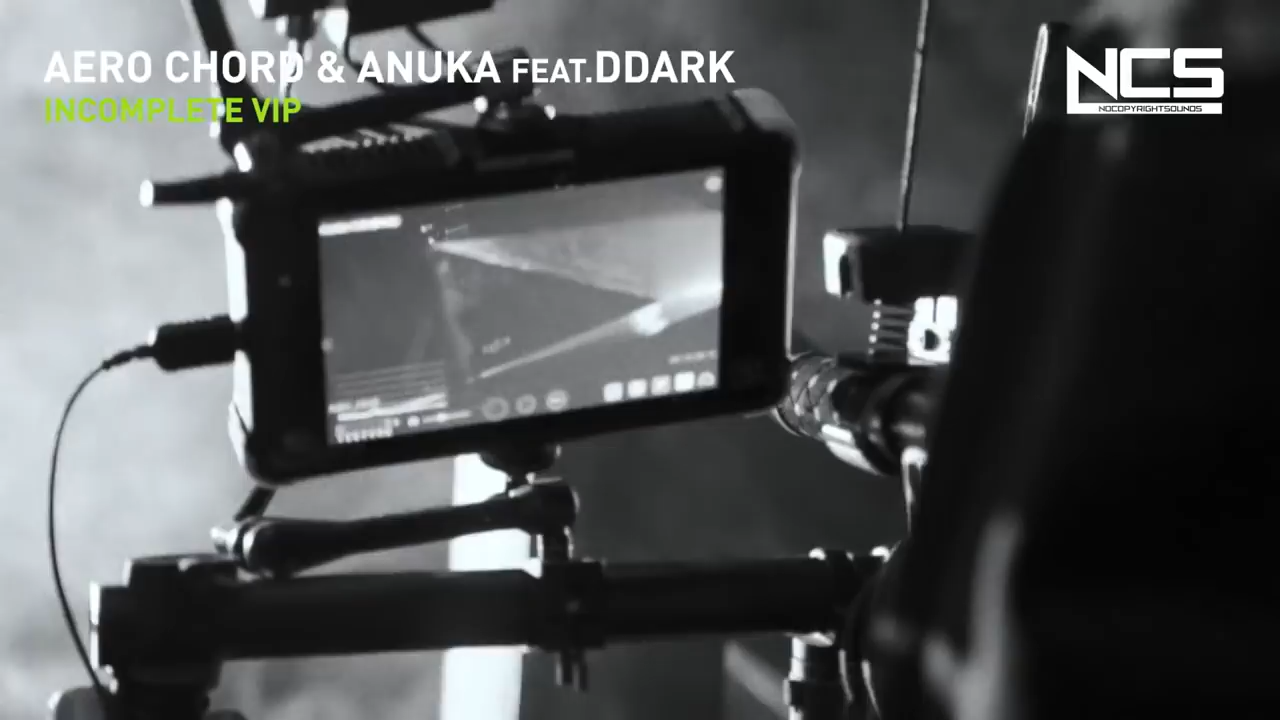 AERO CHORD & ANUKA FEAT.DDARK
INCOMPLETE VIP
NCS
NOCOPYRIGHTSOUNDS